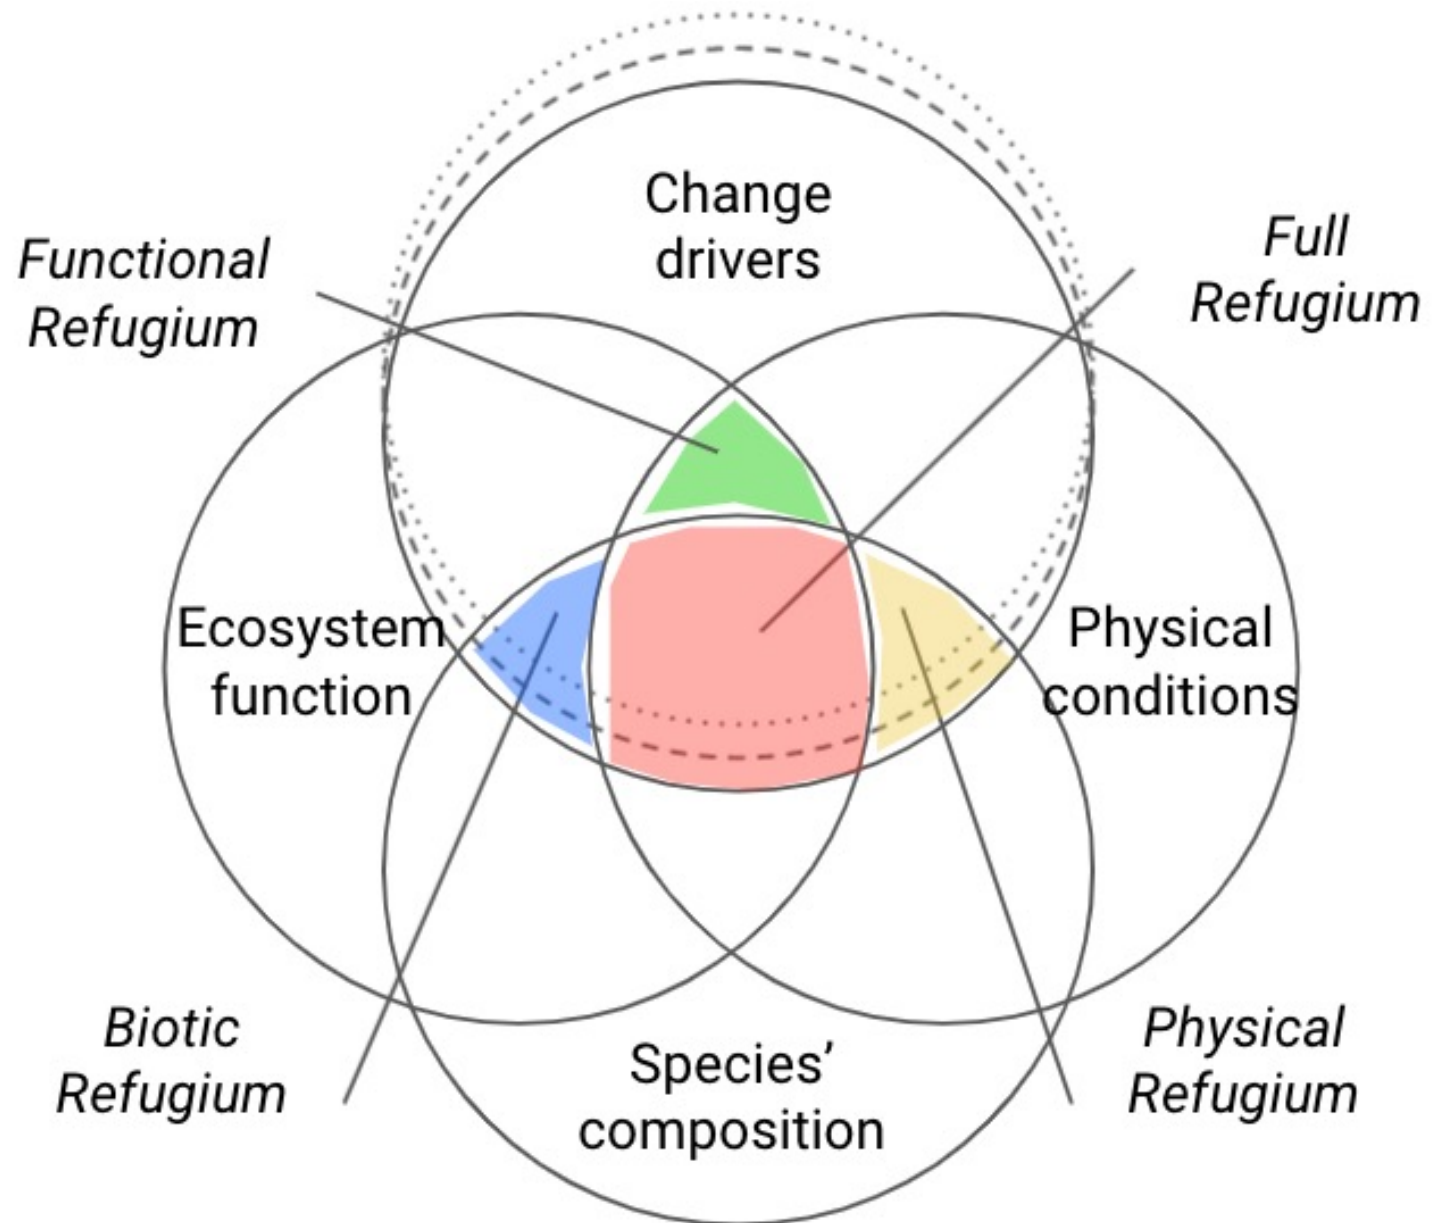 Change
drivers
Functional
Refugium
Full
Refugium
Ecosystem
function
Physical
conditions
Biotic
Refugium
Species’
composition
Physical
Refugium